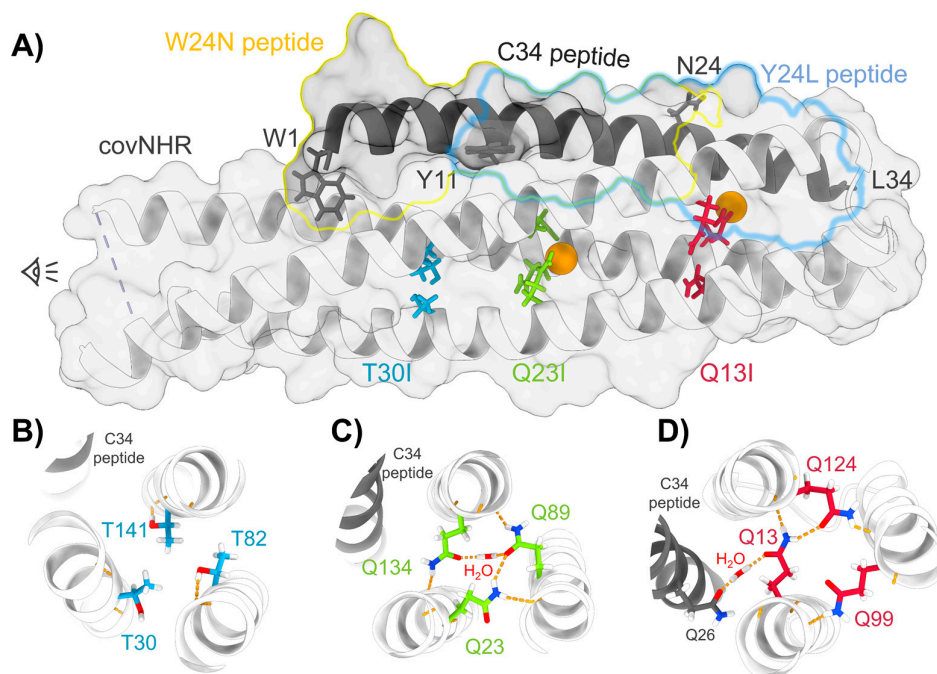 A)
W24N peptide
C34 peptide
N24
Y24L peptide
W1
covNHR
Y11
L34
T30I
Q23I
Q13I
B)
C34
peptide
T141
T82
T30
C)
C34
peptide
Q89
Q134
H₂O
Q23
D)
Q124
C34
peptide
Q13
H₂O
Q26
Q99